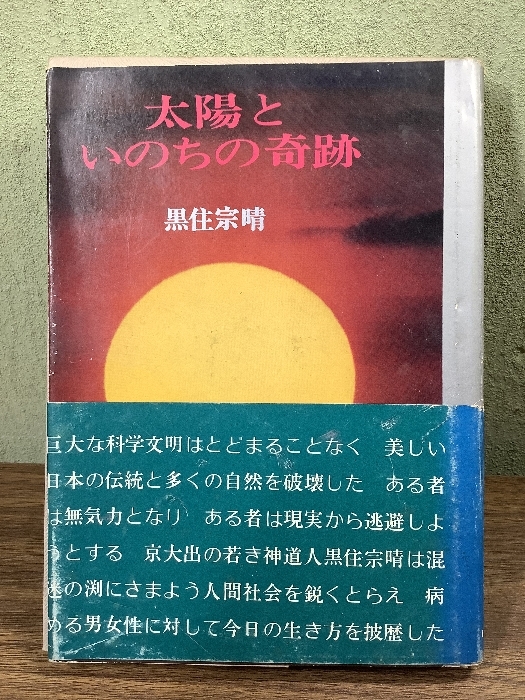 太陽と
いのちの奇跡
黒住宗晴
巨大な科学文明はとどまることなく 美しい
日本の伝統と多くの自然を破壊した ある者
は無気力となり ある者は現実から逃避しよ
うとする 京大出の若き神道人黒住宗晴は混
迷の渕にさまよう人間社会を鋭くとらえ 病
める男女性に対して今日の生き方を披歴した